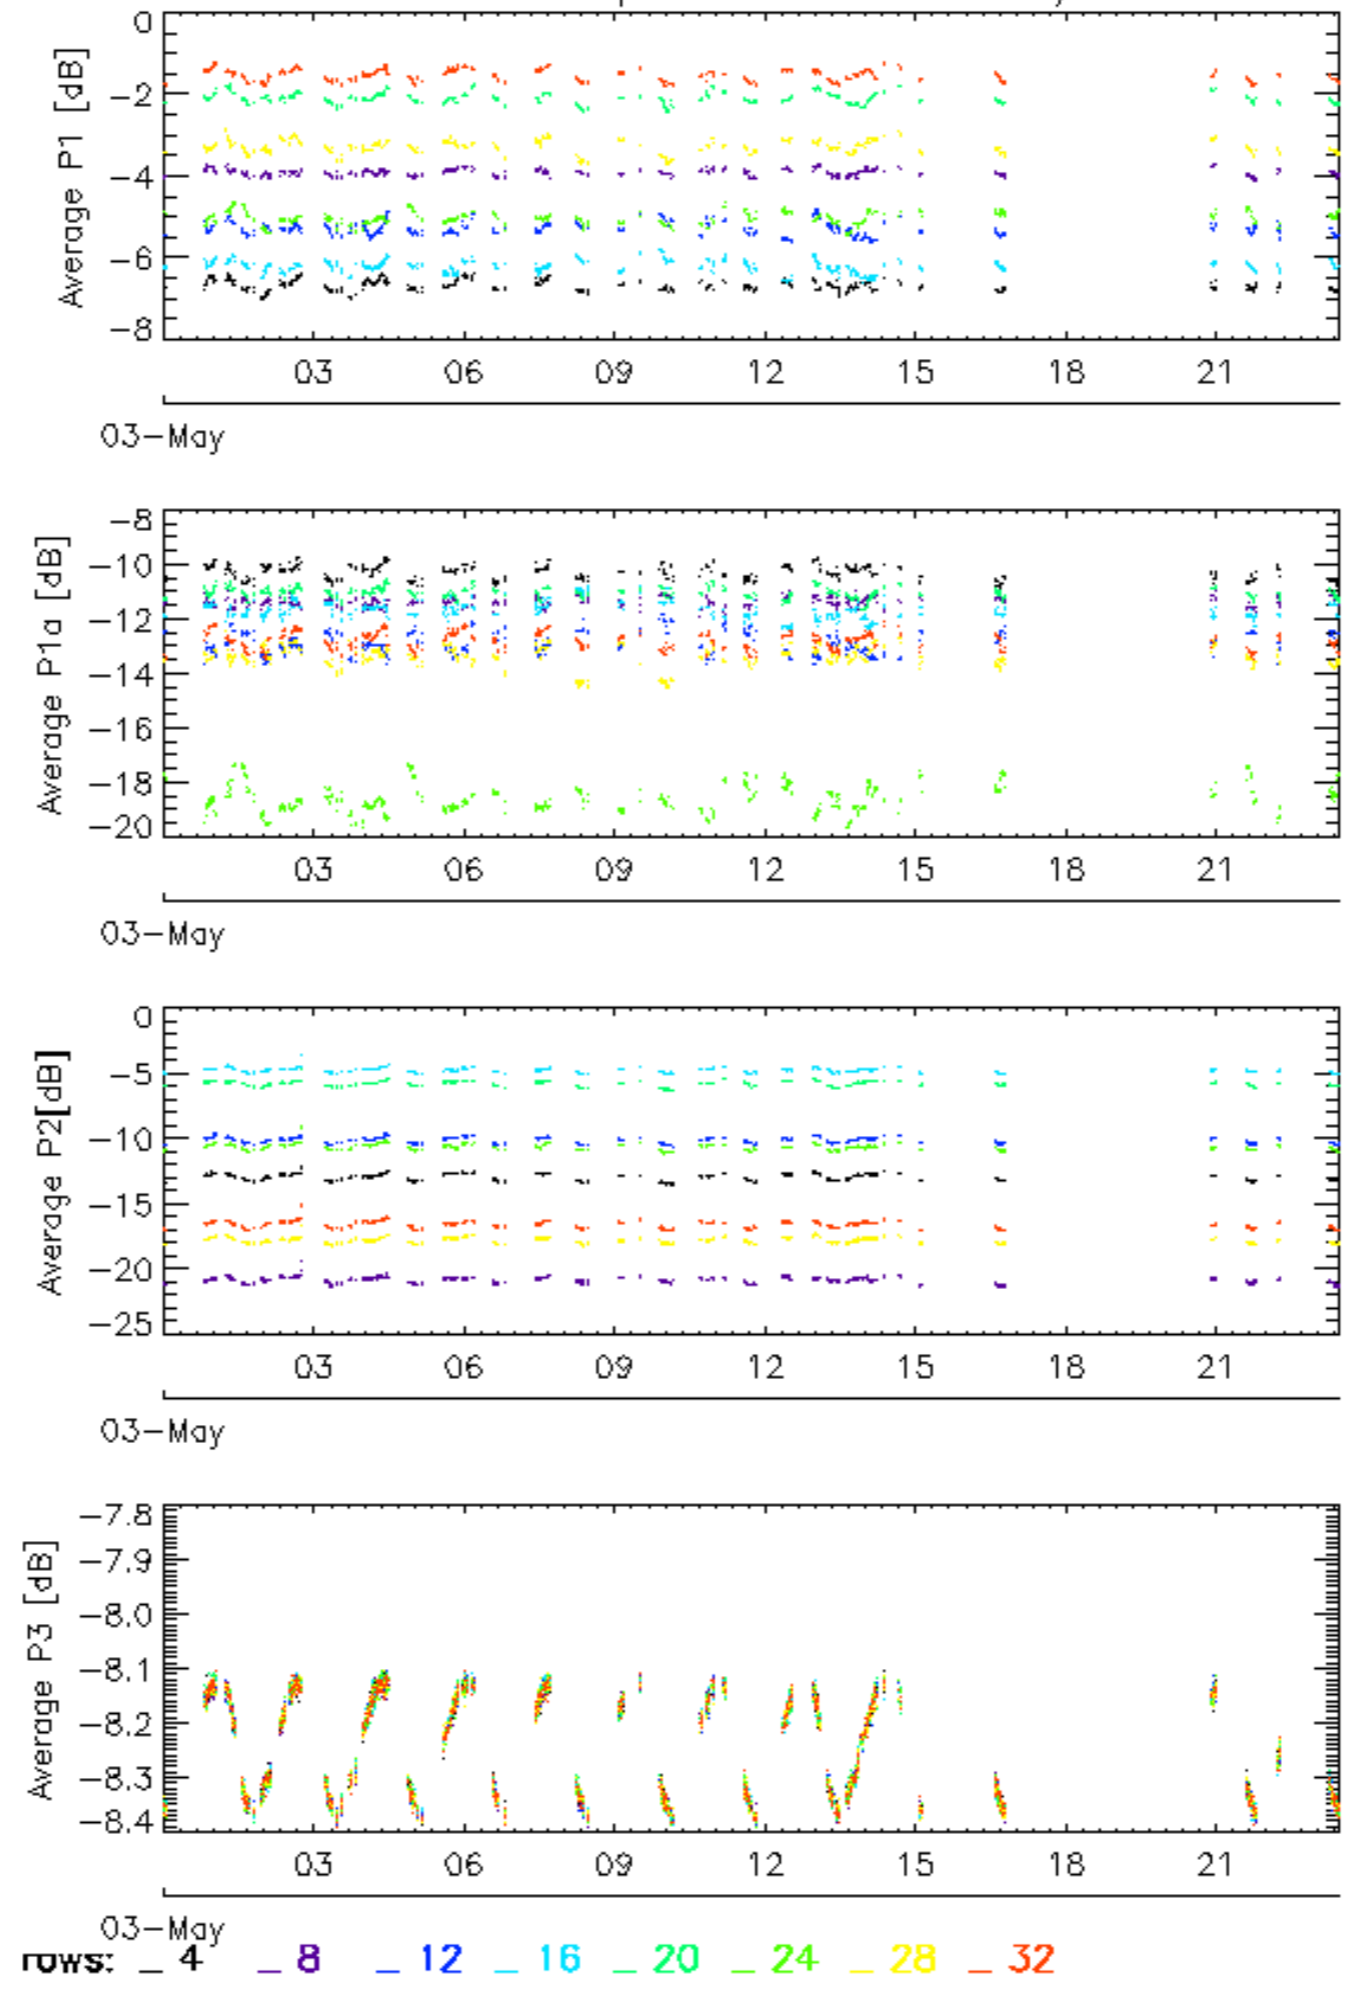 0
−2
−4
−6
−8
Average P1 [dB]
03 06 09 12 15 18 21
03−May
−8
−10
−12
−14
−16
−18
−20
Average P1a [dB]
03 06 09 12 15 18 21
03−May
0
−5
−10
−15
−20
−25
Average P2[dB]
03 06 09 12 15 18 21
03−May
−7.8
−7.9
−8.0
−8.1
−8.2
−8.3
−8.4
Average P3 [dB]
03 06 09 12 15 18 21
03−May
rows: _ 4 _ 8 _ 12 _ 16 _ 20 _ 24 _ 28 _ 32